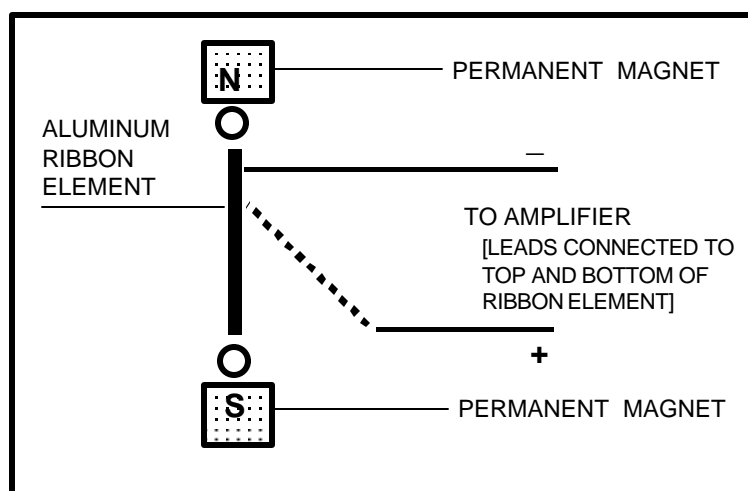 N
PERMANENT MAGNET
ALUMINUM
RIBBON
ELEMENT
–
TO AMPLIFIER
[LEADS CONNECTED TO
TOP AND BOTTOM OF
RIBBON ELEMENT]
+
S
PERMANENT MAGNET